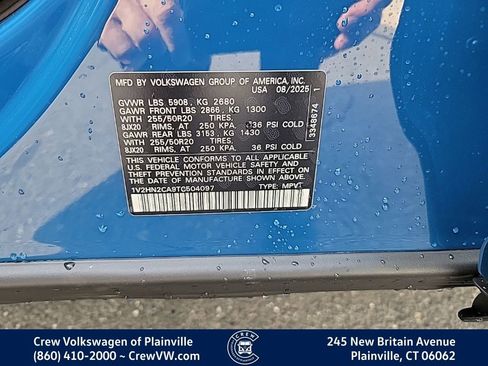 MFD BY VOLKSWAGEN GROUP OF AMERICA, INC.
USA 08/2025
GVWR LBS 5908, KG 2680
GAWR FRONT LBS 2866, KG 1300
WITH 255/50R20 TIRES,
8JX20 RIMS, AT 250 KPA, 36 PSI COLD
GAWR REAR LBS 3153, KG 1430
WITH 255/50R20 TIRES,
8JX20 RIMS, AT 250 KPA, 36 PSI COLD
THIS VEHICLE CONFORMS TO ALL APPLICABLE
U.S. FEDERAL MOTOR VEHICLE SAFETY AND
THEFT PREVENTION STANDARDS IN EFFECT ON
THE DATE OF MANUFACTURE SHOWN ABOVE.
1V2HN2CA9TC504097 TYPE: MPVT
3348674 1
Crew Volkswagen of Plainville
(860) 410-2000 ~ CrewVW.com
CREW
245 New Britain Avenue
Plainville, CT 06062